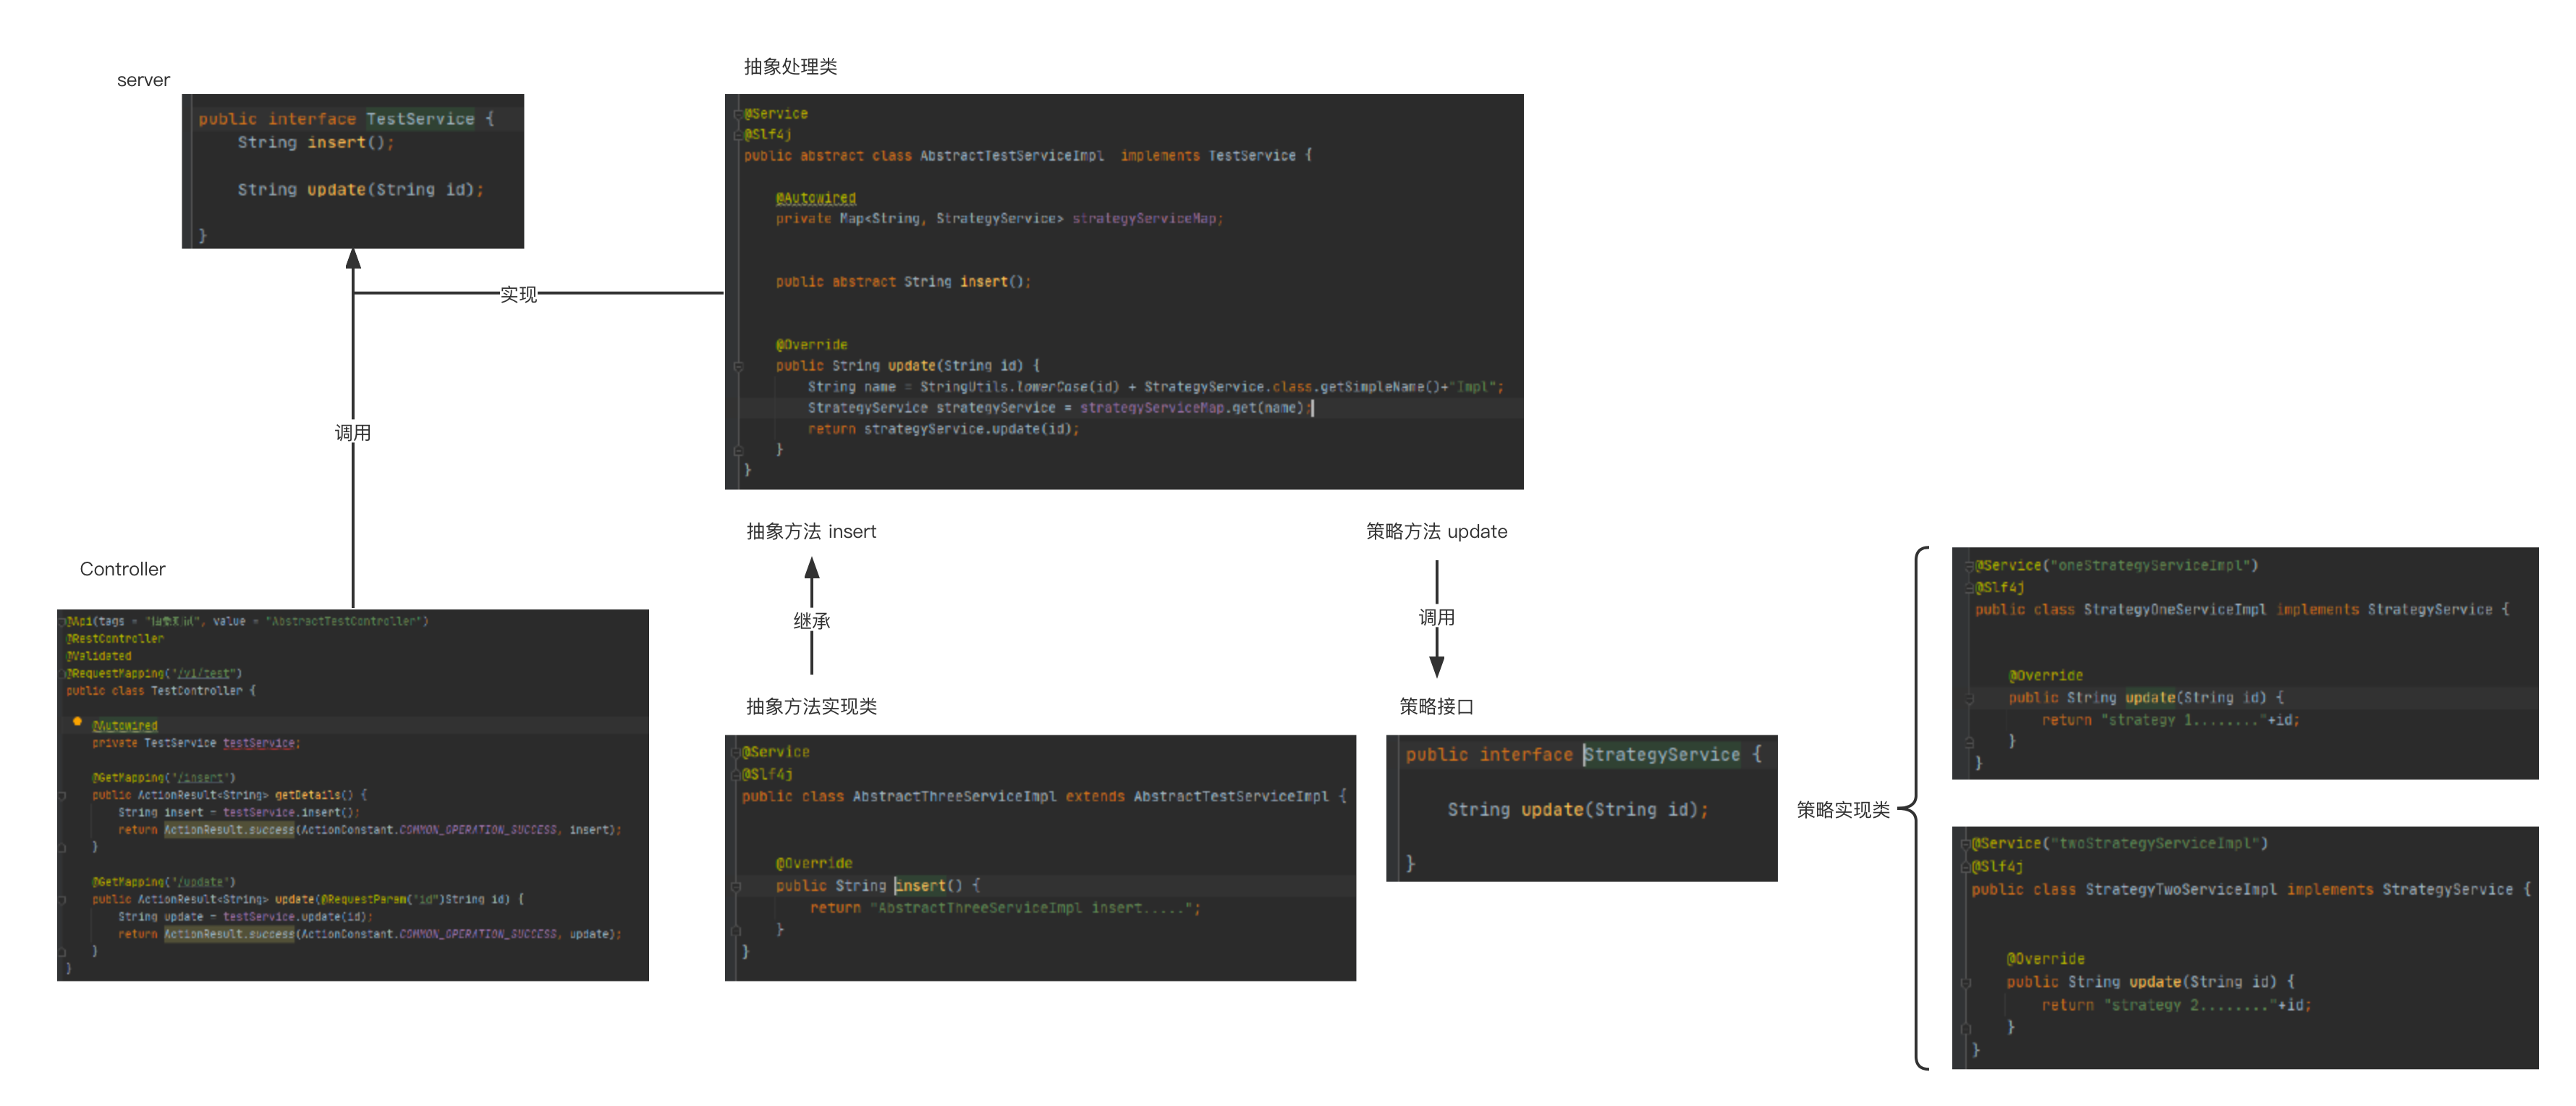 server
public interface TestService {
String insert();
String update(String id);
}
实现
调用
抽象处理类
@Service
@Slf4j
public abstract class AbstractTestServiceImpl  implements TestService {
@Autowired
private Map<String, StrategyService> strategyServiceMap;
public abstract String insert();
@Override
public String update(String id) {
String name = StringUtils.lowerCase(id) + StrategyService.class.getSimpleName()+"Impl";
StrategyService strategyService = strategyServiceMap.get(name);
return strategyService.update(id);
}
}
Controller
@Api(tags = "抽象测试", value = "AbstractTestController")
@RestController
@Validated
@RequestMapping("/v1/test")
public class TestController {
@Autowired
private TestService testService;
@GetMapping("/insert")
public ActionResult<String> getDetails() {
String insert = testService.insert();
return ActionResult.success(ActionConstant.COMMON_OPERATION_SUCCESS, insert);
}
@GetMapping("/update")
public ActionResult<String> update(@RequestParam("id")String id) {
String update = testService.update(id);
return ActionResult.success(ActionConstant.COMMON_OPERATION_SUCCESS, update);
}
}
抽象方法 insert
继承
抽象方法实现类
@Service
@Slf4j
public class AbstractThreeServiceImpl extends AbstractTestServiceImpl {
@Override
public String insert() {
return "AbstractThreeServiceImpl insert.....";
}
}
策略方法 update
调用
策略接口
public interface StrategyService {
String update(String id);
}
策略实现类
@Service("oneStrategyServiceImpl")
@Slf4j
public class StrategyOneServiceImpl implements StrategyService {
@Override
public String update(String id) {
return "strategy 1........"+id;
}
}
@Service("twoStrategyServiceImpl")
@Slf4j
public class StrategyTwoServiceImpl implements StrategyService {
@Override
public String update(String id) {
return "strategy 2........"+id;
}
}